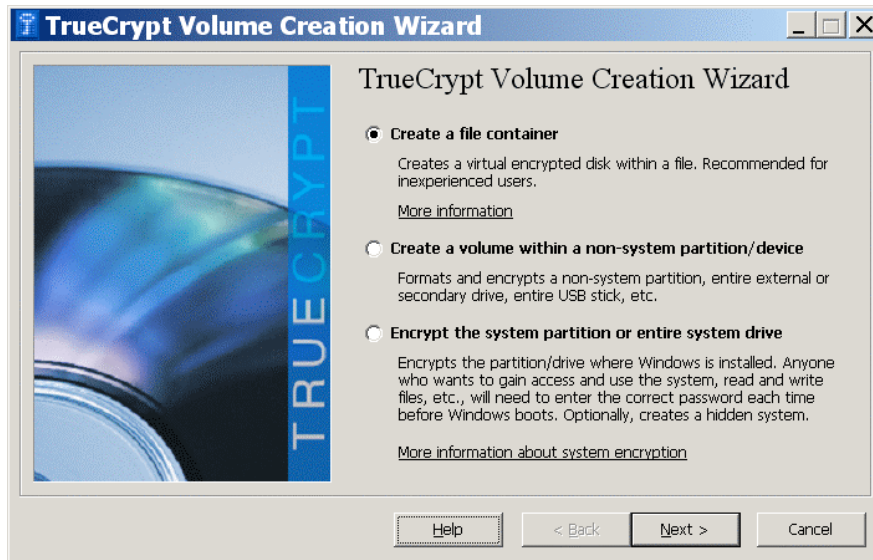 TrueCrypt Volume Creation Wizard
TRUECRYPT
TrueCrypt Volume Creation Wizard
Create a file container
Creates a virtual encrypted disk within a file. Recommended for
inexperienced users.
More information
Create a volume within a non-system partition/device
Formats and encrypts a non-system partition, entire external or
secondary drive, entire USB stick, etc.
Encrypt the system partition or entire system drive
Encrypts the partition/drive where Windows is installed. Anyone
who wants to gain access and use the system, read and write
files, etc., will need to enter the correct password each time
before Windows boots. Optionally, creates a hidden system.
More information about system encryption
Help
< Back
Next >
Cancel